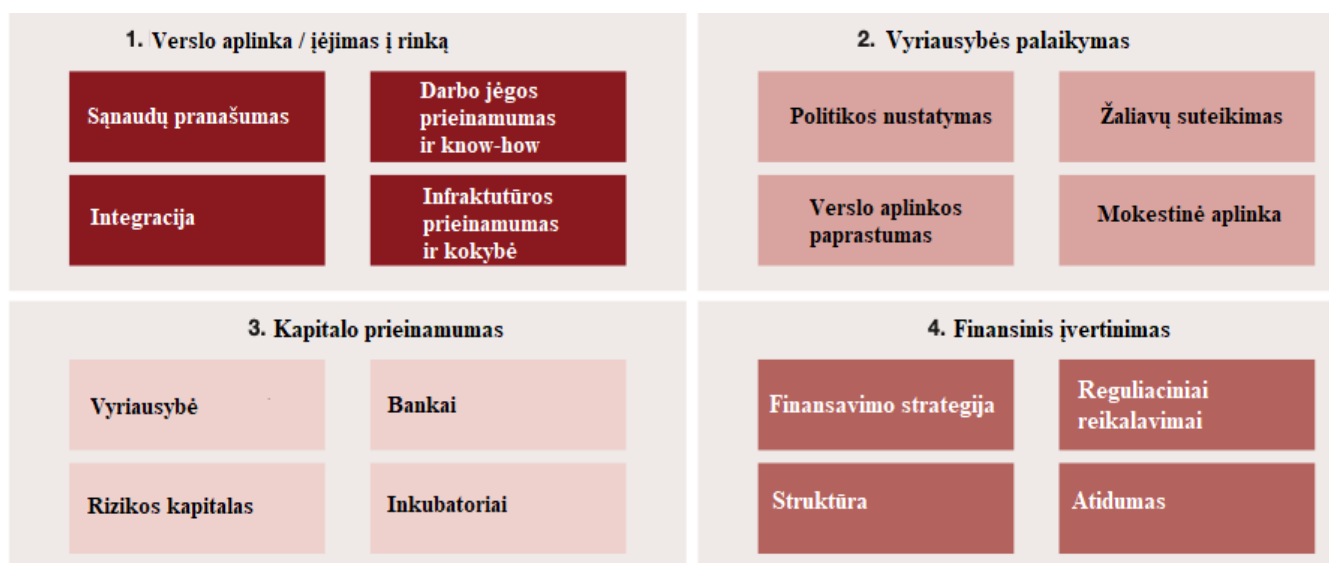 1. Verslo aplinka / įėjimas į rinką
Sąnaudų pranašumas
Darbo jėgos
prieinamumas
ir know-how
Integracija
Infraktutūros
prieinamumas
ir kokybė
2. Vyriausybės palaikymas
Politikos nustatymas
Žaliavų suteikimas
Verslo aplinkos
paprastumas
Mokestinė aplinka
3. Kapitalo prieinamumas
Vyriausybė
Bankai
Rizikos kapitalas
Inkubatoriai
4. Finansinis įvertinimas
Finansavimo strategija
Reguliaciniai
reikalavimai
Struktūra
Atidumas